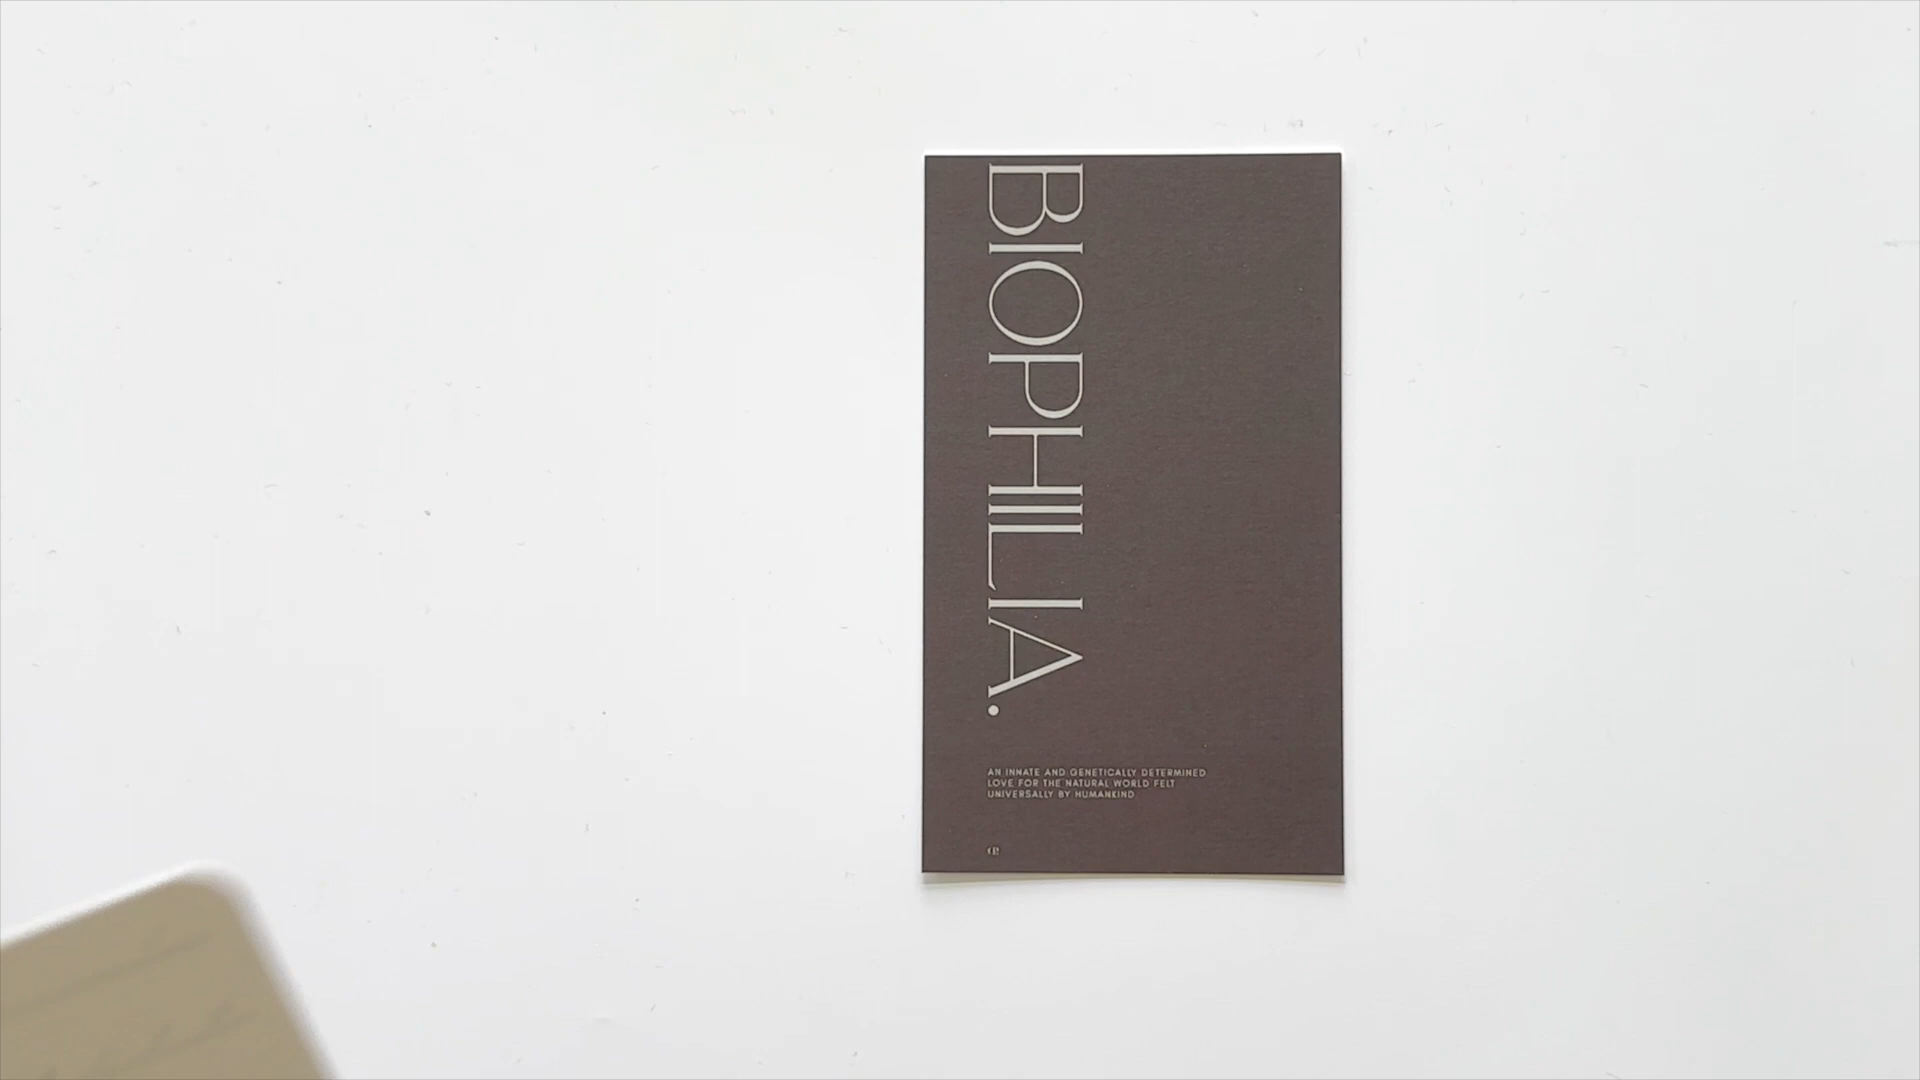 BIOPHILIA.
AN INNATE AND GENETICALLY DETERMINED
LOVE FOR THE NATURAL WORLD FELT
UNIVERSALLY BY HUMANKIND